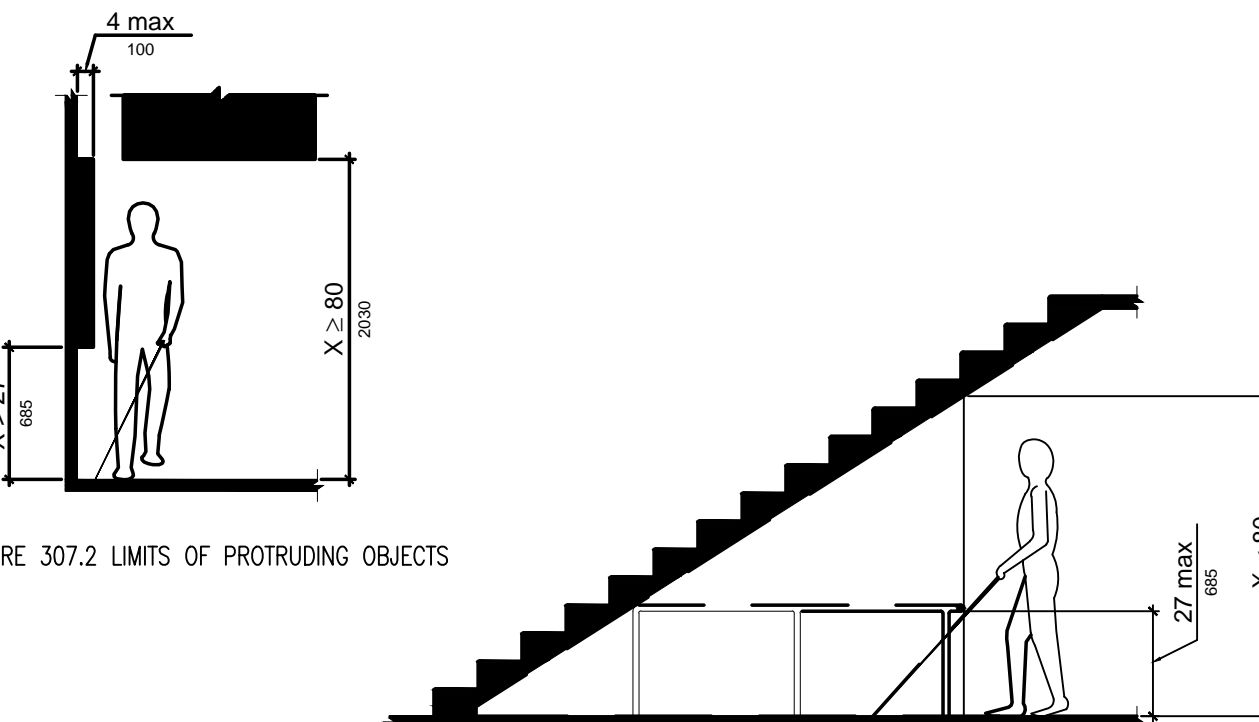 4 max
100
X ≥ 80
2030
685
RE 307.2 LIMITS OF PROTRUDING OBJECTS
27 max
685